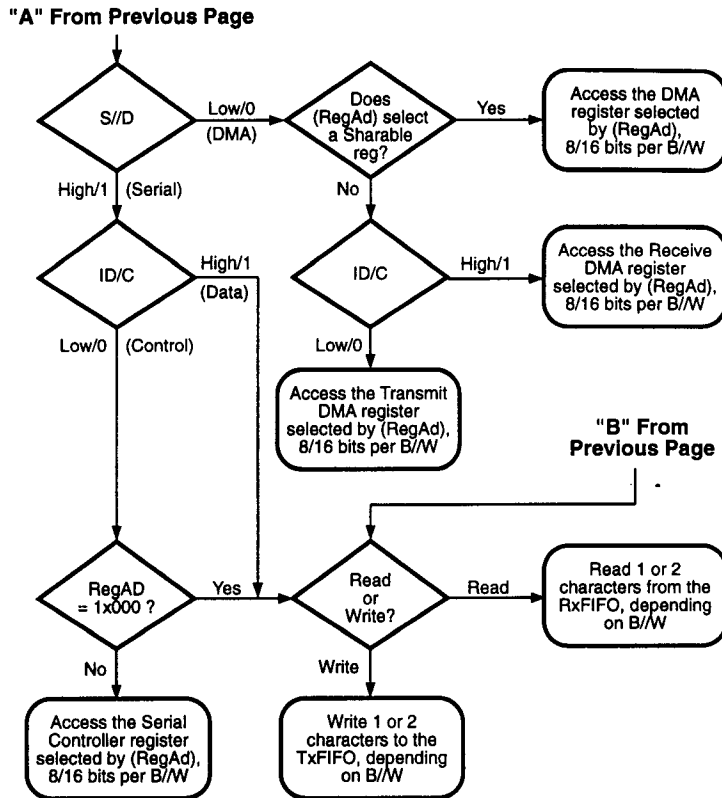 "A" From Previous Page
S//D
Low/0
(DMA)
Does
(RegAd) select
a Sharable
reg?
Yes
Access the DMA
register selected
by (RegAd),
8/16 bits per B//W
High/1 (Serial)
No
ID/C
High/1
(Data)
ID/C
High/1
Access the Receive
DMA register
selected by (RegAd),
8/16 bits per B//W
Low/0 (Control)
Low/0
Access the Transmit
DMA register
selected by (RegAd),
8/16 bits per B//W
"B" From
Previous Page
RegAD
= 1x000 ?
Yes
Read
or
Write?
Read
Read 1 or 2
characters from the
RxFIFO, depending
on B//W
No
Write
Access the Serial
Controller register
selected by (RegAd),
8/16 bits per B//W
Write 1 or 2
characters to the
TxFIFO, depending
on B//W